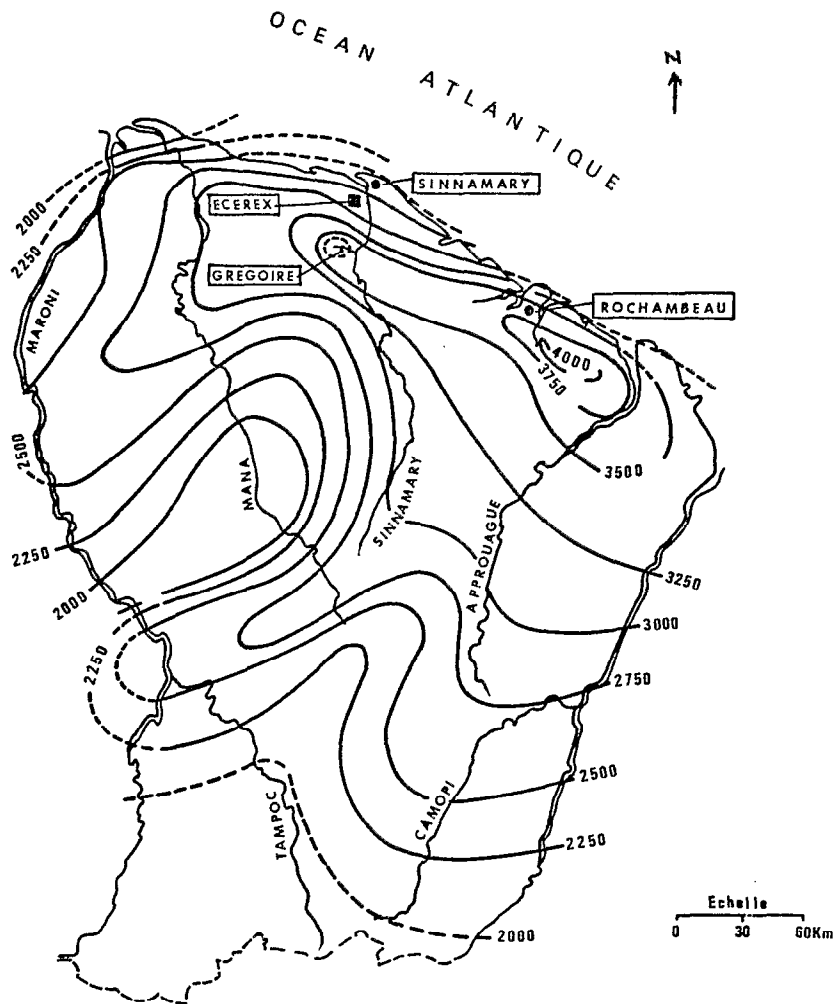 OCEAN ATLANTIQUE
N
SINNAMARY
ECEREX
2000
2250
GREGOIRE
ROCHAMBEAU
MARONI
4000
3750
2500
MANA
SINNAMARY
3500
APPROUAGUE
2250
3250
2000
3000
2250
2750
2500
CAMOPI
TAMPOC
2250
Echelle
2000
0 30 60Km